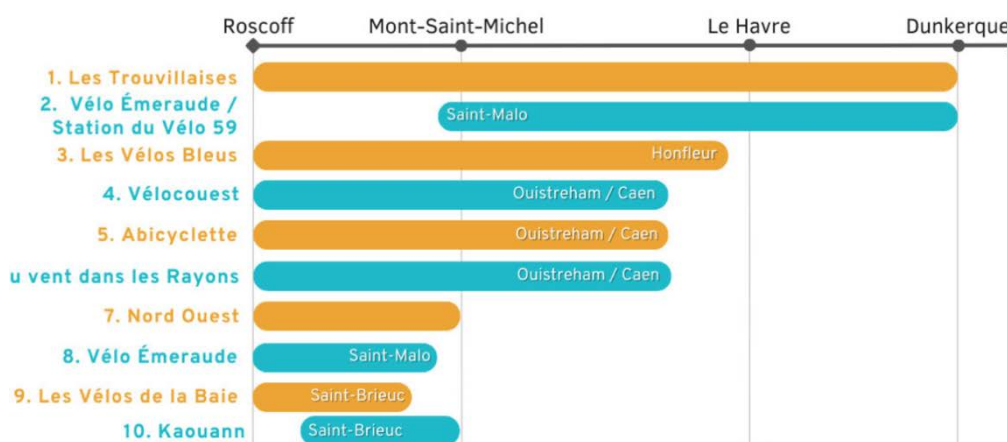 Roscoff Mont-Saint-Michel Le Havre Dunkerque
1. Les Trouvillaises
2. Vélo Émeraude /
Station du Vélo 59
Saint-Malo
3. Les Vélos Bleus
Honfleur
4. Vélocouest
Ouistreham / Caen
5. Abicyclette
Ouistreham / Caen
u vent dans les Rayons
Ouistreham / Caen
7. Nord Ouest
8. Vélo Émeraude
Saint-Malo
9. Les Vélos de la Baie
Saint-Brieuc
10. Kaouann
Saint-Brieuc